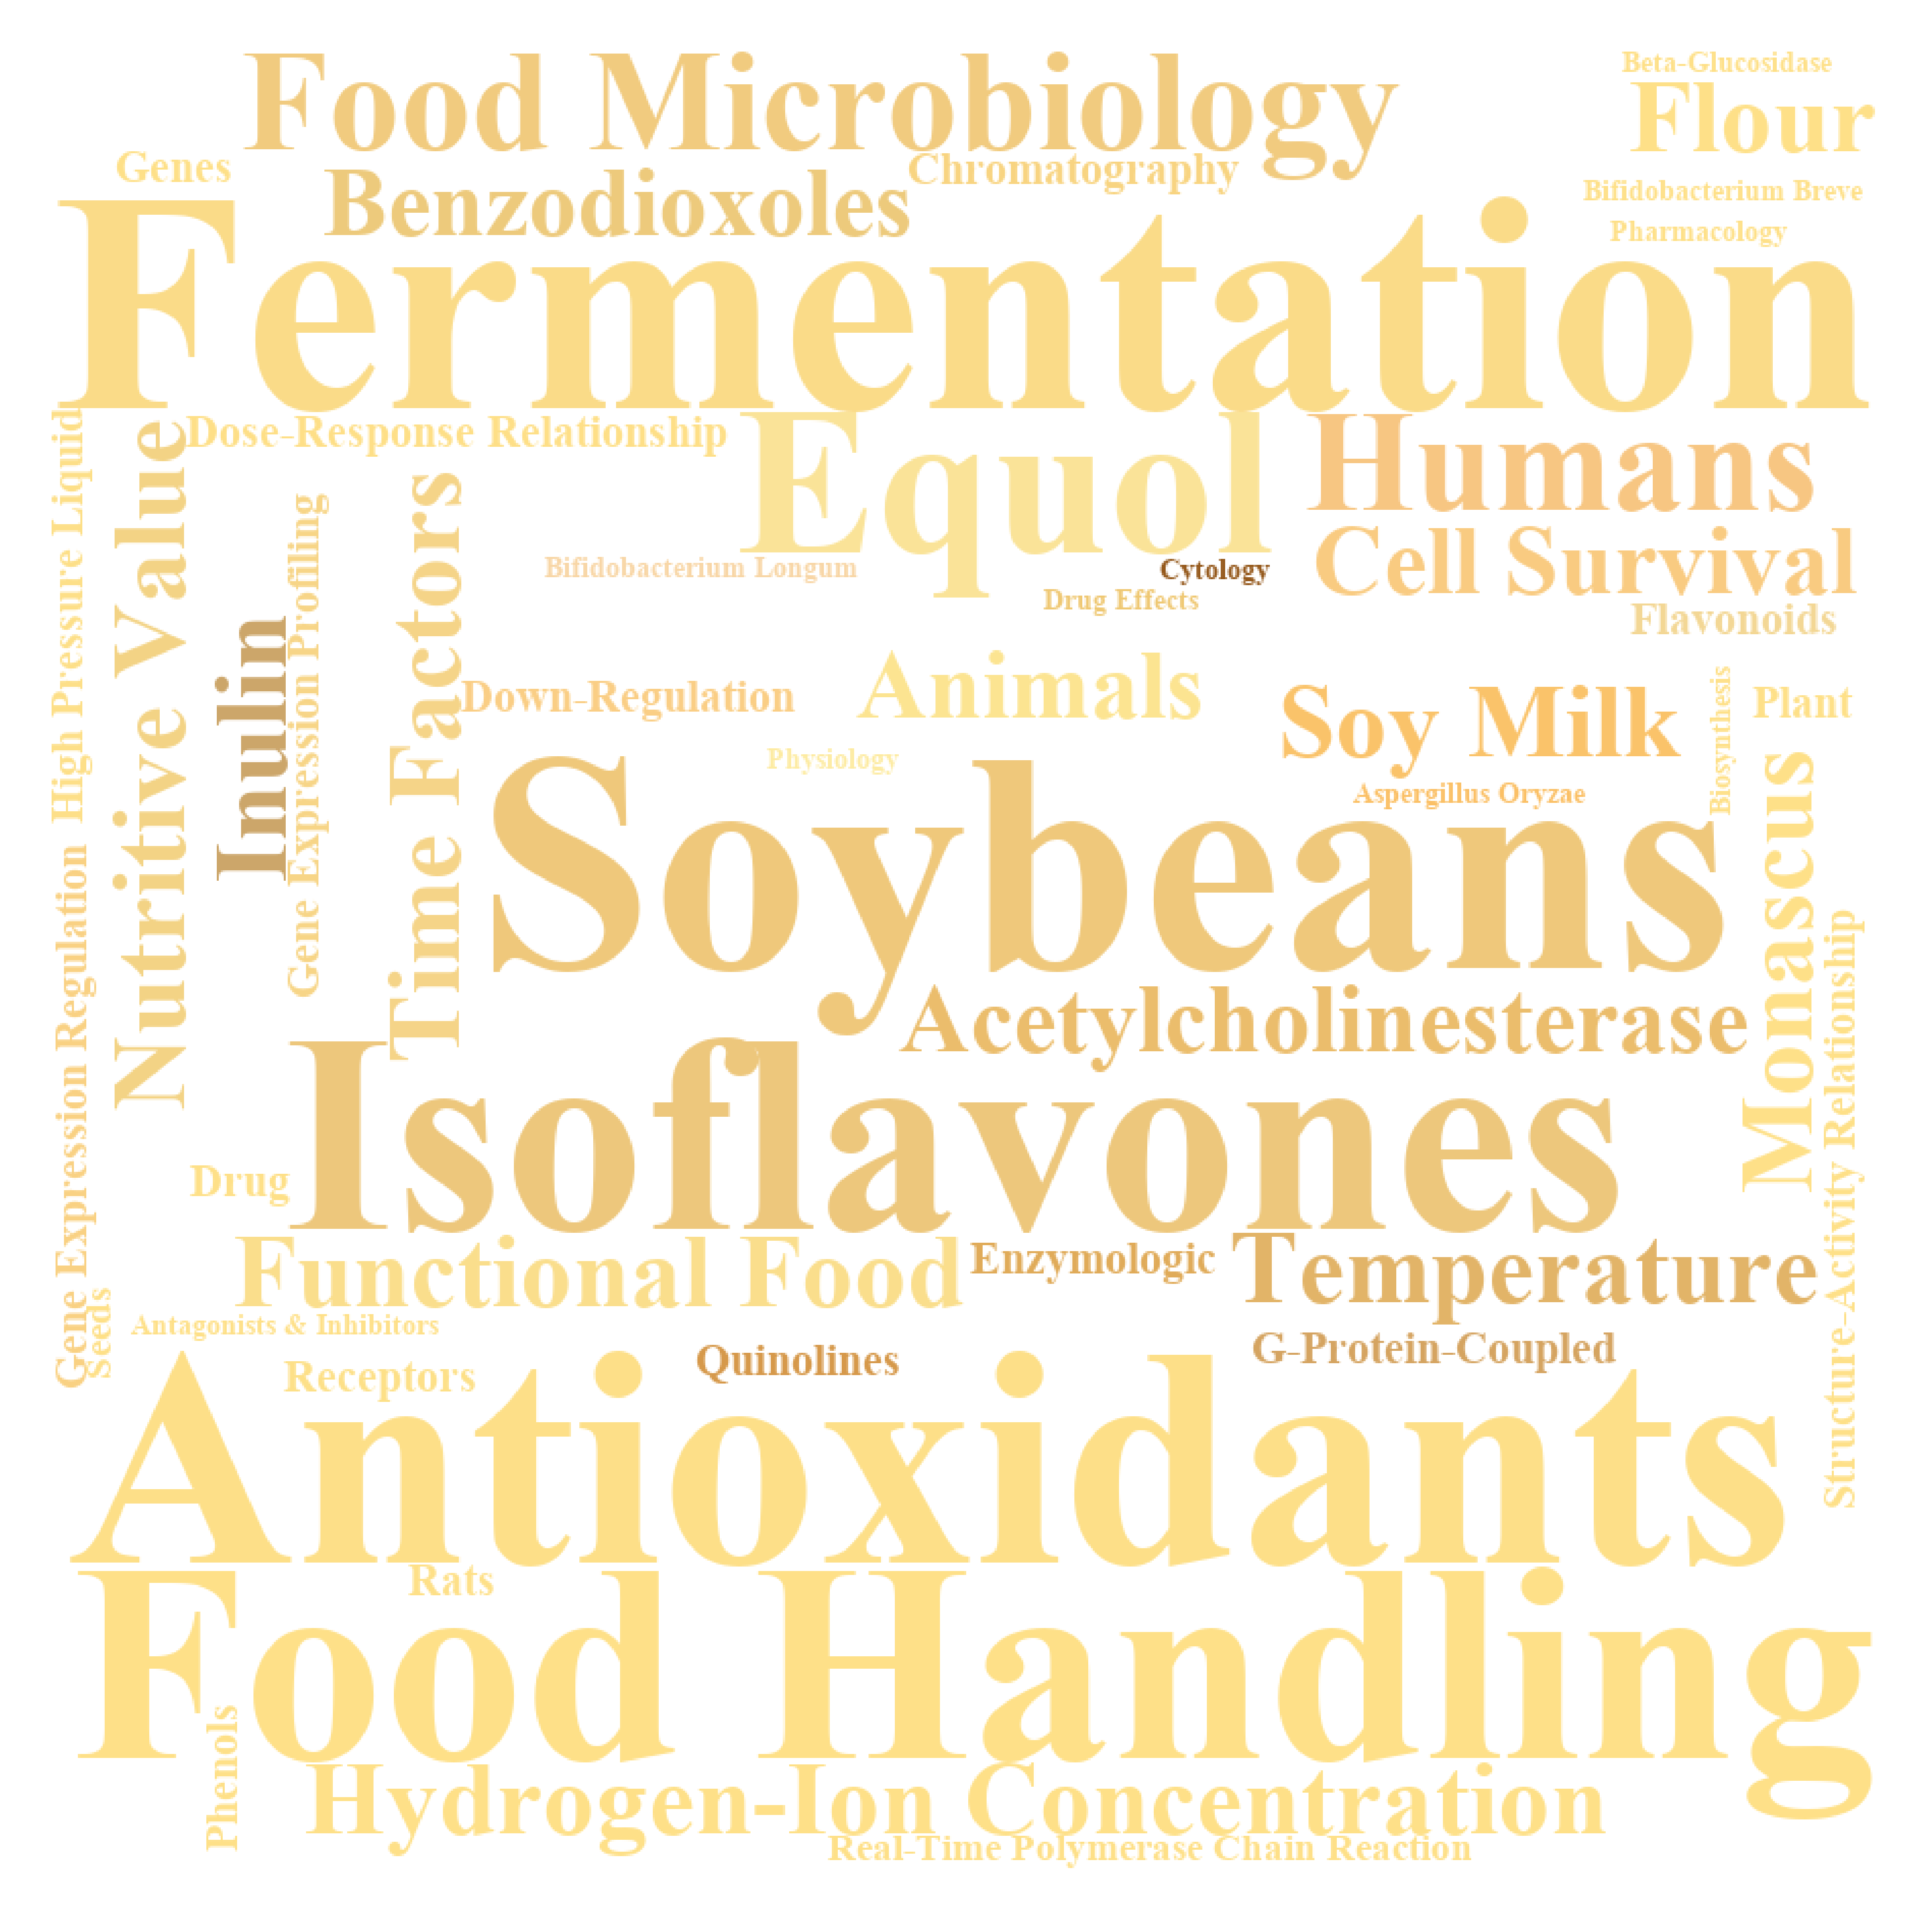 Food Microbiology
Beta-Glucosidase
Flour
Genes
Benzodioxoles
Chromatography
Bifidobacterium Breve
Pharmacology
Fermentation
Dose-Response Relationship
Equol
Humans
High Pressure Liquid
Nutritive Value
Inulin
Gene Expression Profiling
Time Factors
Bifidobacterium Longum
Cytology
Drug Effects
Cell Survival
Flavonoids
Down-Regulation
Animals
Soy Milk
Biosynthesis
Plant
Physiology
Aspergillus Oryzae
Soybeans
Monascus
Gene Expression Regulation
Acetylcholinesterase
Structure-Activity Relationship
Isoflavones
Drug
Functional Food
Enzymologic
Temperature
Seeds
Antagonists & Inhibitors
Receptors
Quinolines
G-Protein-Coupled
Antioxidants
Rats
Food Handling
Phenols
Hydrogen-Ion Concentration
Real-Time Polymerase Chain Reaction